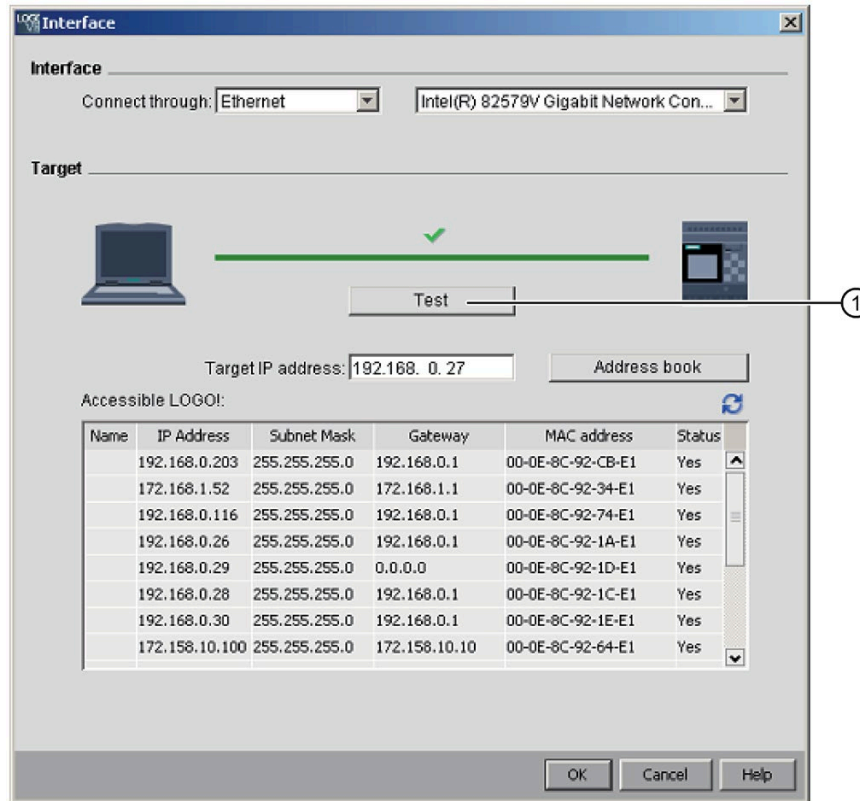 Interface
Interface
Connect through: Ethernet Intel(R) 82579V Gigabit Network Con...
Target
Test
1
Target IP address: 192.168. 0. 27 Address book
Accessible LOGO!:
Name IP Address Subnet Mask Gateway MAC address Status
192.168.0.203 255.255.255.0 192.168.0.1 00-0E-8C-92-CB-E1 Yes
172.168.1.52 255.255.255.0 172.168.1.1 00-0E-8C-92-34-E1 Yes
192.168.0.116 255.255.255.0 192.168.0.1 00-0E-8C-92-74-E1 Yes
192.168.0.26 255.255.255.0 192.168.0.1 00-0E-8C-92-1A-E1 Yes
192.168.0.29 255.255.255.0 0.0.0.0 00-0E-8C-92-1D-E1 Yes
192.168.0.28 255.255.255.0 192.168.0.1 00-0E-8C-92-1C-E1 Yes
192.168.0.30 255.255.255.0 192.168.0.1 00-0E-8C-92-1E-E1 Yes
172.158.10.100 255.255.255.0 172.158.10.10 00-0E-8C-92-64-E1 Yes
OK Cancel Help